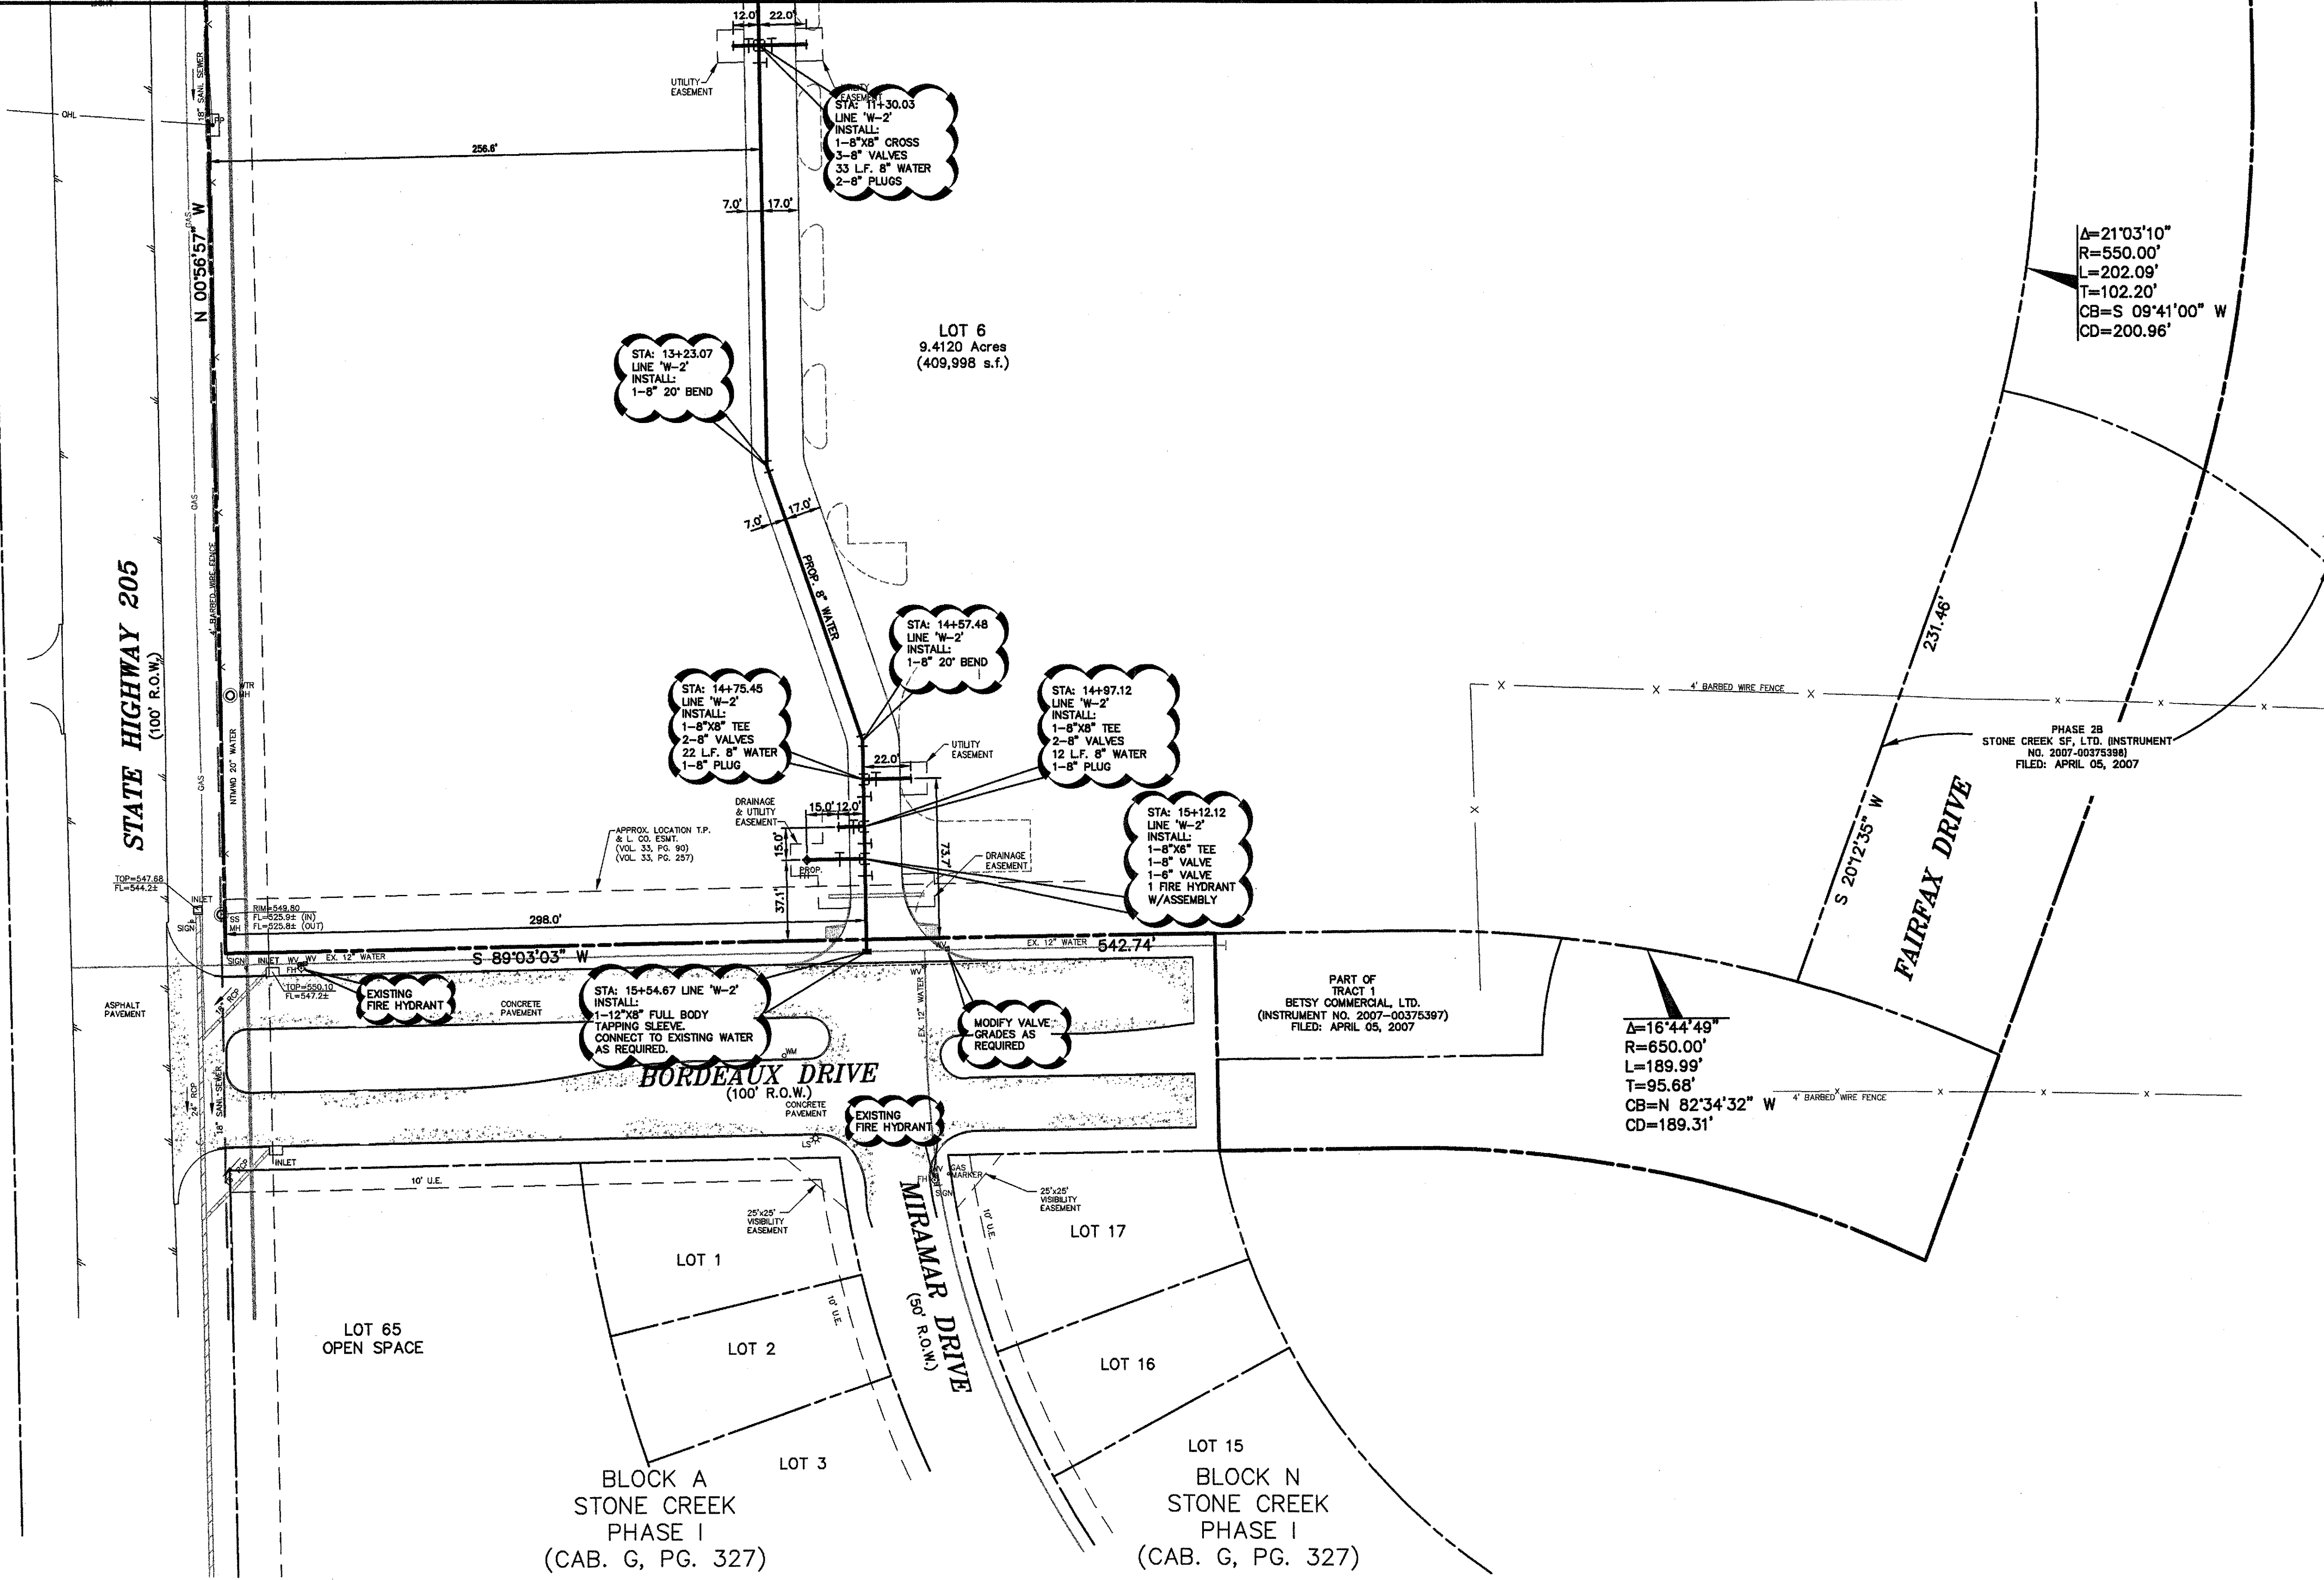 12.0' 22.0'
UTILITY
EASEMENT
18" SANI. SEWER
PP
OHL
STA: 11+30.03
LINE 'W-2'
INSTALL:
1-8"X8" CROSS
3-8" VALVES
33 L.F. 8" WATER
2-8" PLUGS
256.6'
7.0' 17.0'
GAS
N 00°56'57" W
Δ=21°03'10"
R=550.00'
L=202.09'
T=102.20'
CB=S 09°41'00" W
CD=200.96'
LOT 6
9.4120 Acres
(409,998 s.f.)
STA: 13+23.07
LINE 'W-2'
INSTALL:
1-8" 20° BEND
GAS
7.0' 17.0'
PROP. 8" WATER
4' BARBED WIRE FENCE
STATE HIGHWAY 205
(100' R.O.W.)
WTR
MH
NTMWD 20" WATER
GAS
STA: 14+57.48
LINE 'W-2'
INSTALL:
1-8" 20° BEND
STA: 14+75.45
LINE 'W-2'
INSTALL:
1-8"X8" TEE
2-8" VALVES
22 L.F. 8" WATER
1-8" PLUG
STA: 14+97.12
LINE 'W-2'
INSTALL:
1-8"X8" TEE
2-8" VALVES
12 L.F. 8" WATER
1-8" PLUG
231.46'
4' BARBED WIRE FENCE
PHASE 2B
STONE CREEK SF, LTD. (INSTRUMENT
NO. 2007-00375398)
FILED: APRIL 05, 2007
UTILITY
EASEMENT
22.0'
DRAINAGE
& UTILITY
EASEMENT
15.0' 12.0'
15.0'
37.1'
73.7'
PROP.
FH
STA: 15+12.12
LINE 'W-2'
INSTALL:
1-8"X6" TEE
1-8" VALVE
1-6" VALVE
1 FIRE HYDRANT
W/ASSEMBLY
DRAINAGE
EASEMENT
APPROX. LOCATION T.P.
& L. CO. ESMT.
(VOL. 33, PG. 90)
(VOL. 33, PG. 257)
S 20°12'35" W
FAIRFAX DRIVE
TOP=547.68
FL=544.2±
INLET
SIGN
SS
MH
RIM=549.80
FL=525.9± (IN)
FL=525.8± (OUT)
298.0'
S 89°03'03" W
542.74'
EX. 12" WATER
EX. 12" WATER
WV
SIGN INLET WV WV
FH
TOP=550.10
FL=547.2±
EXISTING
FIRE HYDRANT
ASPHALT
PAVEMENT
CONCRETE
PAVEMENT
STA: 15+54.67 LINE 'W-2'
INSTALL:
1-12"X8" FULL BODY
TAPPING SLEEVE.
CONNECT TO EXISTING WATER
AS REQUIRED.
WV
EX. 12" WATER
MODIFY VALVE
GRADES AS
REQUIRED
PART OF
TRACT 1
BETSY COMMERCIAL, LTD.
(INSTRUMENT NO. 2007-00375397)
FILED: APRIL 05, 2007
Δ=16°44'49"
R=650.00'
L=189.99'
T=95.68'
CB=N 82°34'32" W
CD=189.31'
4' BARBED WIRE FENCE
RCP
WM
BORDEAUX DRIVE
(100' R.O.W.)
CONCRETE
PAVEMENT
24" RCP
18" SANI. SEWER
EXISTING
FIRE HYDRANT
LS
RCP
INLET
10' U.E.
WV
GAS
MARKER
FH
SIGN
25'x25'
VISIBILITY
EASEMENT
25'x25'
VISIBILITY
EASEMENT
10' U.E.
10' U.E.
MIRAMAR DRIVE
(50' R.O.W.)
LOT 1
LOT 17
LOT 65
OPEN SPACE
LOT 2
LOT 16
LOT 3
LOT 15
BLOCK A
STONE CREEK
PHASE I
(CAB. G, PG. 327)
BLOCK N
STONE CREEK
PHASE I
(CAB. G, PG. 327)